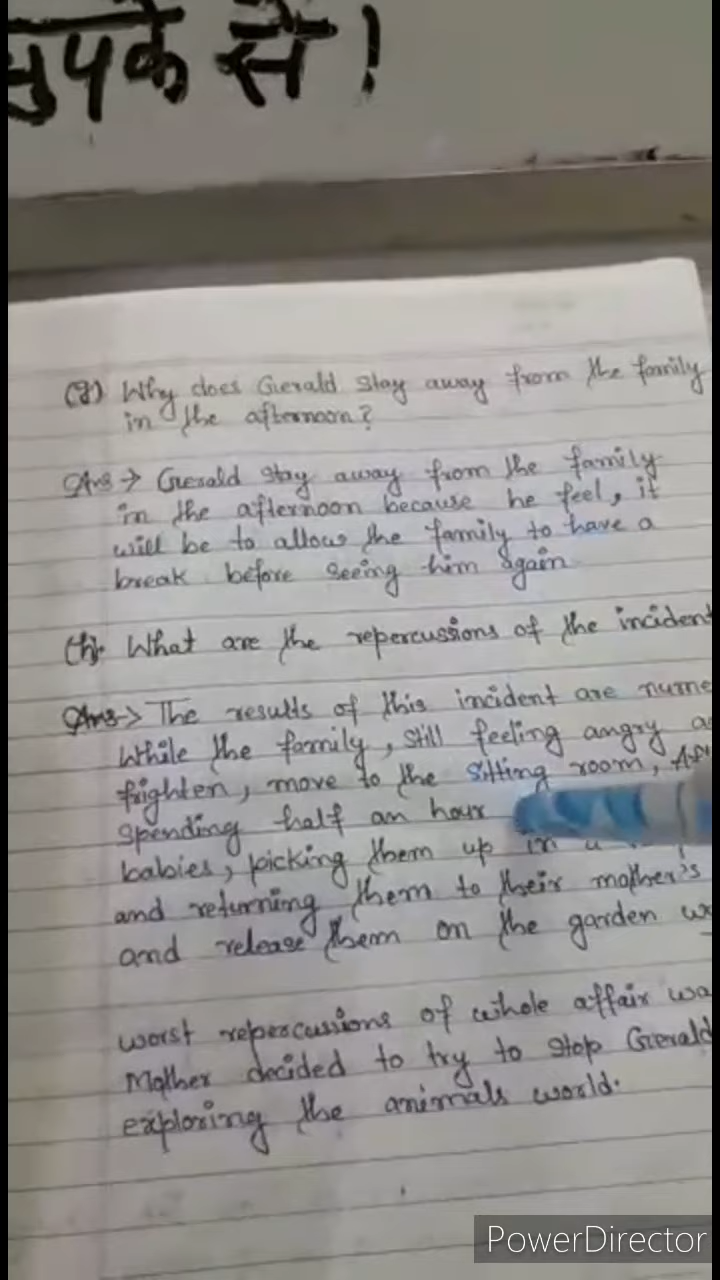 चुपके से!
(g) Why does Gerald stay away from the family
in the afternoon?
Ans→ Gerald stay away from the family
in the afternoon because he feel, it
will be to allow the family to have a
break before seeing him again
(h) What are the repercussions of the incident
Ans→ The results of this incident are
While the family, still feeling angry
frighten, move to the sitting room,
spending half an hour
babies, picking them up in a
and returning them to their mother's
and release them on the garden
worst repercussions of whole affair
Mother decided to try to stop Gerald
exploring the animals world.
PowerDirector